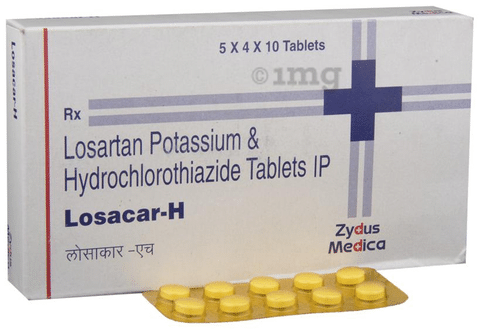 5 X 4 X 10 Tablets
©1mg
Rx
Losartan Potassium &
Hydrochlorothiazide Tablets IP
Losacar-H
लोसाकार -एच
Zydus
Medica
Losacar-H